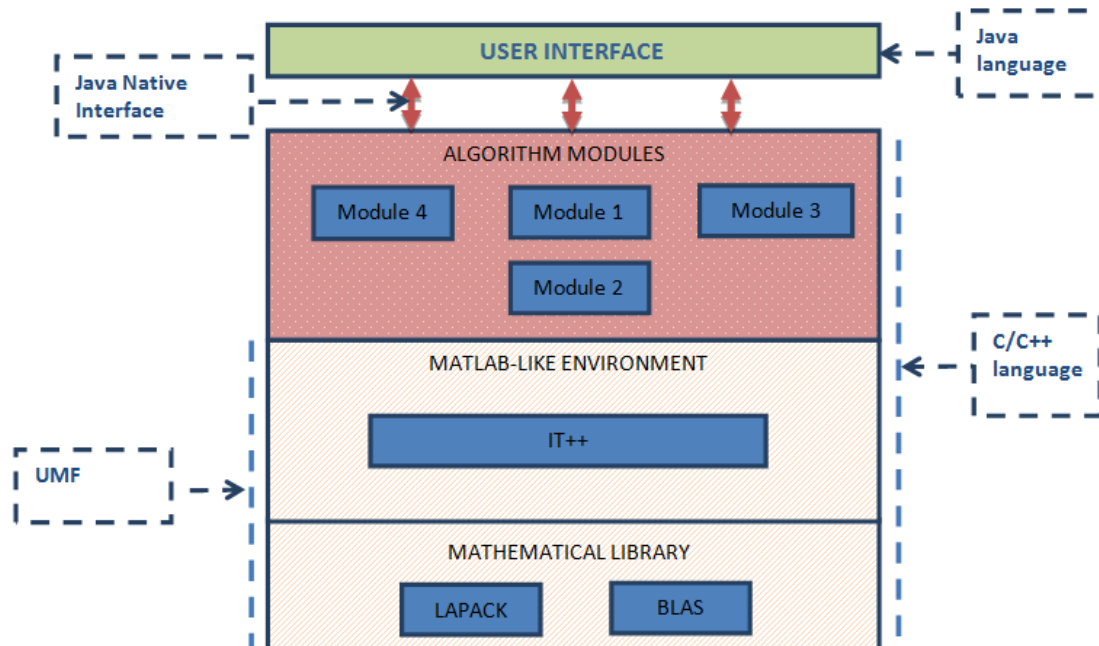 USER INTERFACE
Java
language
Java Native
Interface
ALGORITHM MODULES
Module 4
Module 1
Module 3
Module 2
MATLAB-LIKE ENVIRONMENT
C/C++
language
IT++
UMF
MATHEMATICAL LIBRARY
LAPACK
BLAS